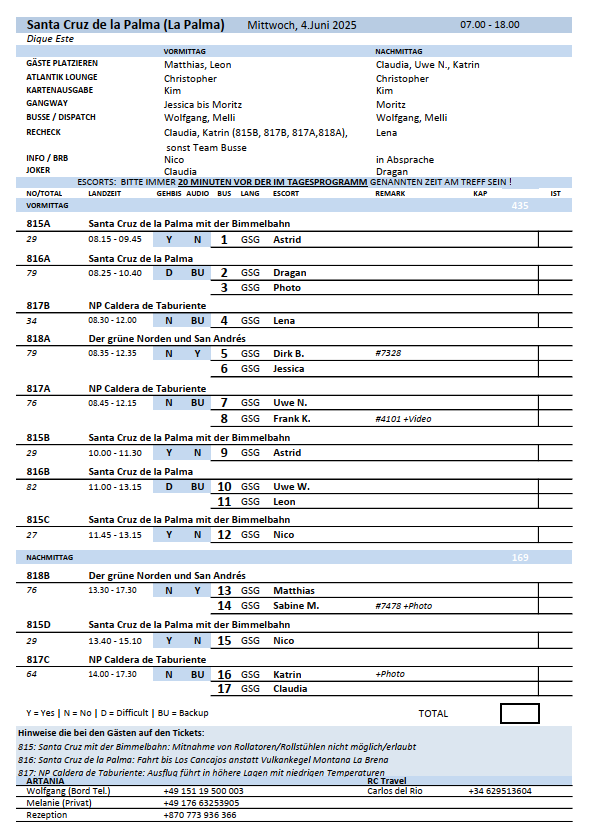 Santa Cruz de la Palma (La Palma) Mittwoch, 4.Juni 2025 07.00 - 18.00
Dique Este
VORMITTAG NACHMITTAG
GÄSTE PLATZIEREN Matthias, Leon Claudia, Uwe N., Katrin
ATLANTIK LOUNGE Christopher Christopher
KARTENAUSGABE Kim Kim
GANGWAY Jessica bis Moritz Moritz
BUSSE / DISPATCH Wolfgang, Melli Wolfgang, Melli
RECHECK Claudia, Katrin (815B, 817B, 817A,818A), Lena
sonst Team Busse
INFO / BRB Nico in Absprache
JOKER Claudia Dragan
ESCORTS: BITTE IMMER 20 MINUTEN VOR DER IM TAGESPROGRAMM GENANNTEN ZEIT AM TREFF SEIN !
NO/TOTAL LANDZEIT GEHBIS AUDIO BUS LANG ESCORT REMARK KAP IST
VORMITTAG 435
815A Santa Cruz de la Palma mit der Bimmelbahn
29 08.15 - 09.45 Y N 1 GSG Astrid
816A Santa Cruz de la Palma
79 08.25 - 10.40 D BU 2 GSG Dragan
3 GSG Photo
817B NP Caldera de Taburiente
34 08.30 - 12.00 N BU 4 GSG Lena
818A Der grüne Norden und San Andrés
79 08.35 - 12.35 N Y 5 GSG Dirk B. #7328
6 GSG Jessica
817A NP Caldera de Taburiente
76 08.45 - 12.15 N BU 7 GSG Uwe N.
8 GSG Frank K. #4101 +Video
815B Santa Cruz de la Palma mit der Bimmelbahn
29 10.00 - 11.30 Y N 9 GSG Astrid
816B Santa Cruz de la Palma
82 11.00 - 13.15 D BU 10 GSG Uwe W.
11 GSG Leon
815C Santa Cruz de la Palma mit der Bimmelbahn
27 11.45 - 13.15 Y N 12 GSG Nico
NACHMITTAG 169
818B Der grüne Norden und San Andrés
76 13.30 - 17.30 N Y 13 GSG Matthias
14 GSG Sabine M. #7478 +Photo
815D Santa Cruz de la Palma mit der Bimmelbahn
29 13.40 - 15.10 Y N 15 GSG Nico
817C NP Caldera de Taburiente
64 14.00 - 17.30 N BU 16 GSG Katrin +Photo
17 GSG Claudia
Y = Yes | N = No | D = Difficult | BU = Backup TOTAL
Hinweise die bei den Gästen auf den Tickets:
815: Santa Cruz mit der Bimmelbahn: Mitnahme von Rollatoren/Rollstühlen nicht möglich/erlaubt
816: Santa Cruz de la Palma: Fahrt bis Los Cancajos anstatt Vulkankegel Montana La Brena
817: NP Caldera de Taburiente: Ausflug führt in höhere Lagen mit niedrigen Temperaturen
ARTANIA RC Travel
Wolfgang (Bord Tel.) +49 151 19 500 003 Carlos del Rio +34 629513604
Melanie (Privat) +49 176 63253905
Rezeption +870 773 936 366